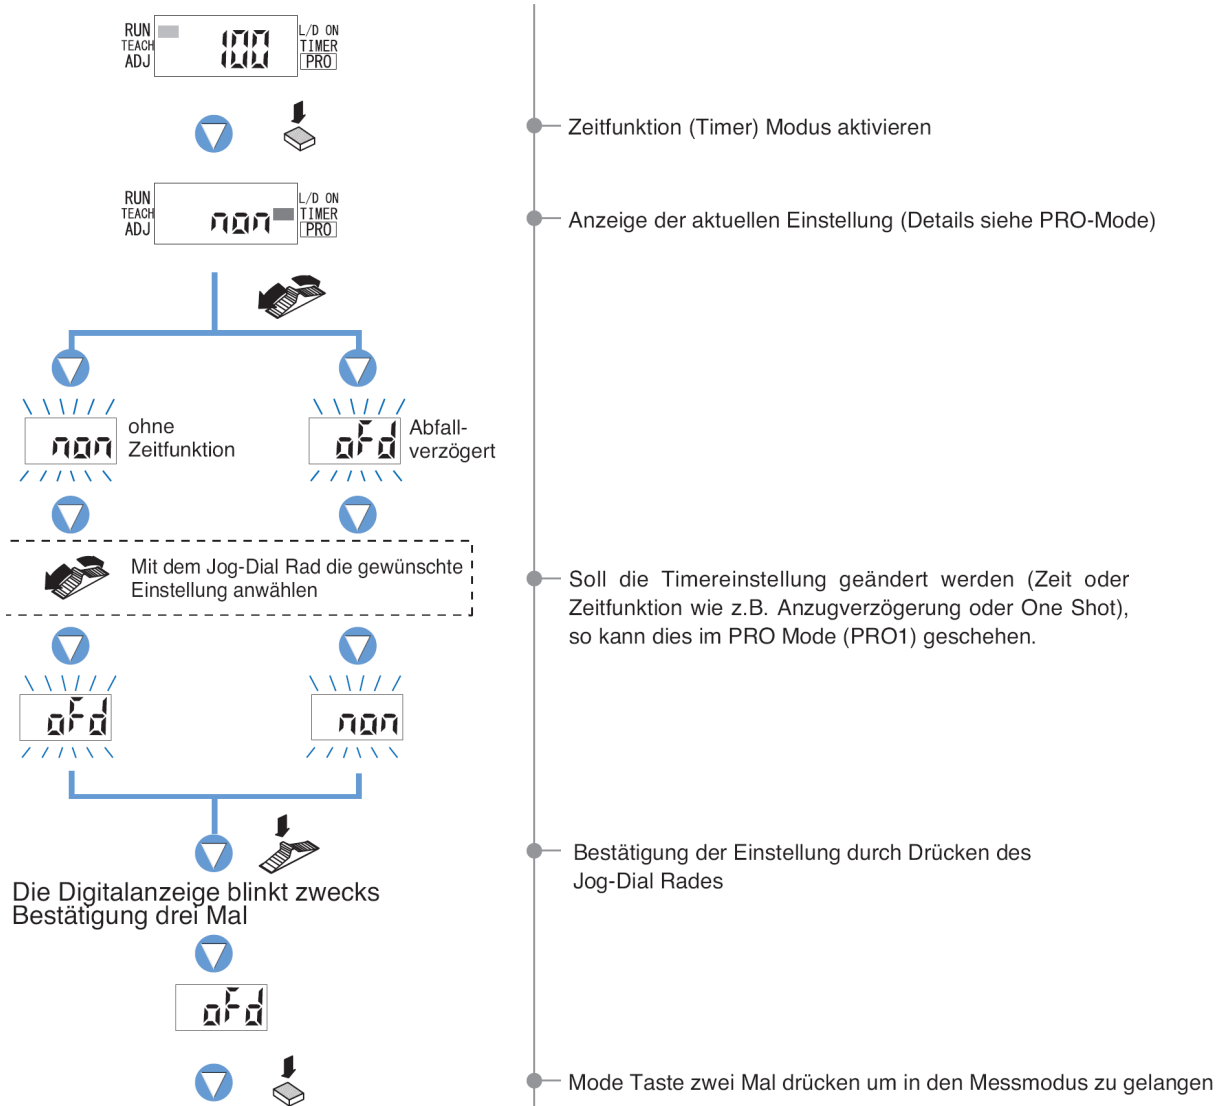 RUN
TEACH
ADJ
100
L/D ON
TIMER
PRO
Zeitfunktion (Timer) Modus aktivieren
RUN
TEACH
ADJ
non
L/D ON
TIMER
PRO
Anzeige der aktuellen Einstellung (Details siehe PRO-Mode)
non
ohne
Zeitfunktion
oFd
Abfall-
verzögert
Mit dem Jog-Dial Rad die gewünschte
Einstellung anwählen
Soll die Timereinstellung geändert werden (Zeit oder
Zeitfunktion wie z.B. Anzugverzögerung oder One Shot),
so kann dies im PRO Mode (PRO1) geschehen.
oFd
non
Bestätigung der Einstellung durch Drücken des
Jog-Dial Rades
Die Digitalanzeige blinkt zwecks
Bestätigung drei Mal
oFd
Mode Taste zwei Mal drücken um in den Messmodus zu gelangen